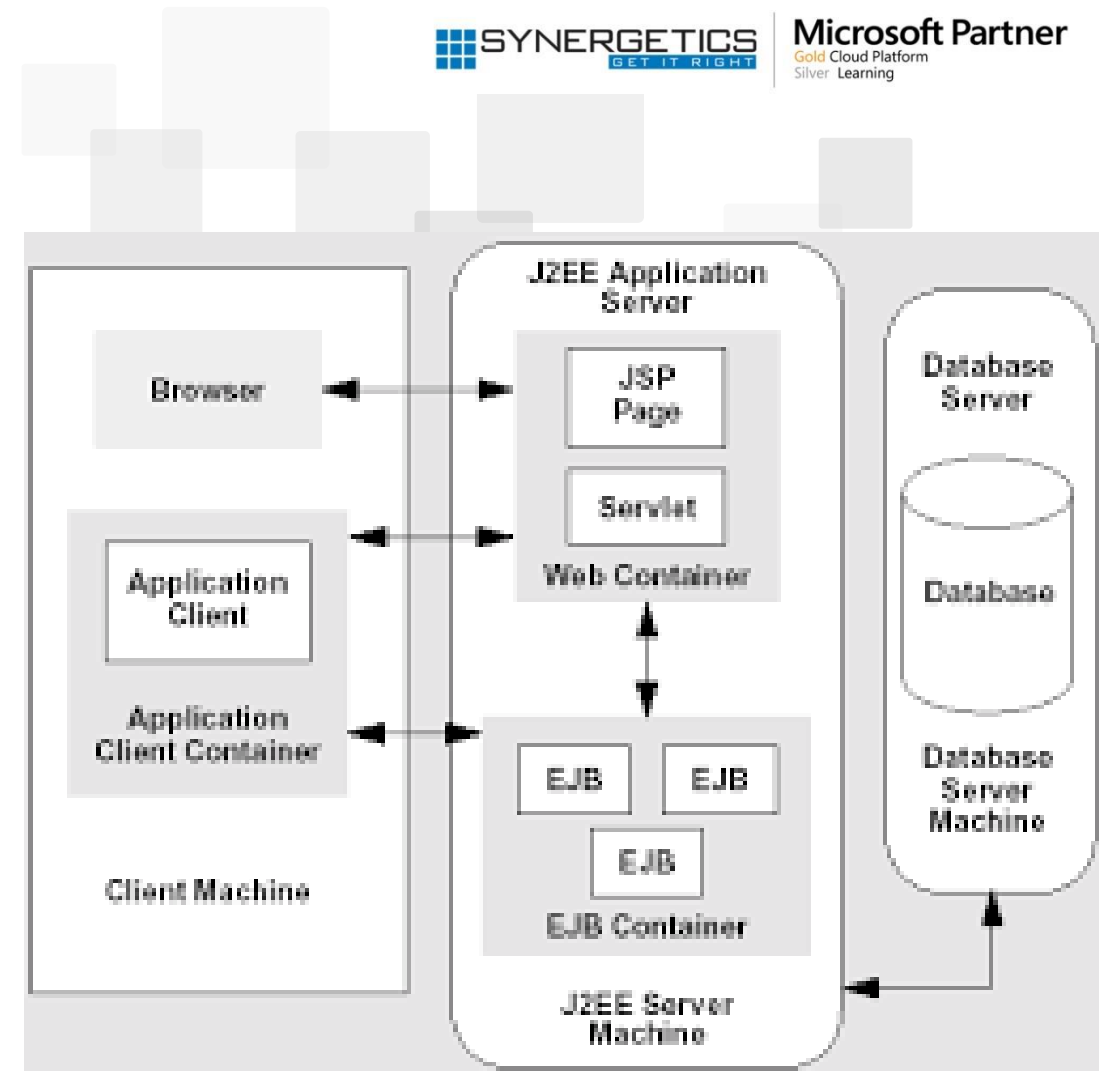 SYNERGETICS
GET IT RIGHT
Microsoft Partner
Gold Cloud Platform
Silver Learning
Browser
Application
Client
Application
Client Container
Client Machine
J2EE Application
Server
JSP
Page
Servlet
Web Container
EJB
EJB
EJB
EJB Container
J2EE Server
Machine
Database
Server
Database
Database
Server
Machine